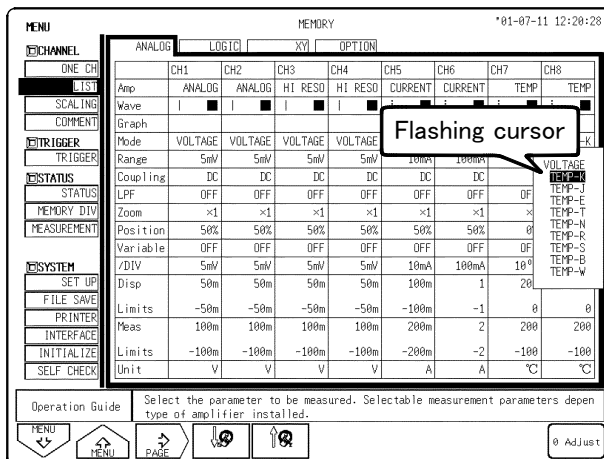 MENU MEMORY '01-07-11 12:20:28
ANALOG LOGIC XY OPTION
CHANNEL
ONE CH
LIST
SCALING
COMMENT
TRIGGER
TRIGGER
STATUS
STATUS
MEMORY DIV
MEASUREMENT
SYSTEM
SET UP
FILE SAVE
PRINTER
INTERFACE
INITIALIZE
SELF CHECK
CH1 CH2 CH3 CH4 CH5 CH6 CH7 CH8
Amp ANALOG ANALOG HI RESO HI RESO CURRENT CURRENT TEMP TEMP
Wave
Graph
Mode VOLTAGE VOLTAGE VOLTAGE VOLTAGE
Range 5mV 5mV 5mV 5mV 10mA 100mA
Coupling DC DC DC DC DC DC
LPF OFF OFF OFF OFF OFF OFF
Zoom ×1 ×1 ×1 ×1 ×1 ×1
Position 50% 50% 50% 50% 50% 50%
Variable OFF OFF OFF OFF OFF OFF
/DIV 5mV 5mV 5mV 5mV 10mA 100mA
Disp 50m 50m 50m 50m 100m 1
Limits -50m -50m -50m -50m -100m -1 0 0
Meas 100m 100m 100m 100m 200m 2 200 200
Limits -100m -100m -100m -100m -200m -2 -100 -100
Unit V V V V A A ℃ ℃
Flashing cursor
VOLTAGE
TEMP-K
TEMP-J
TEMP-E
TEMP-T
TEMP-N
TEMP-R
TEMP-S
TEMP-B
TEMP-W
Operation Guide
Select the parameter to be measured. Selectable measurement parameters depen
type of amplifier installed.
MENU MENU PAGE 0 Adjust